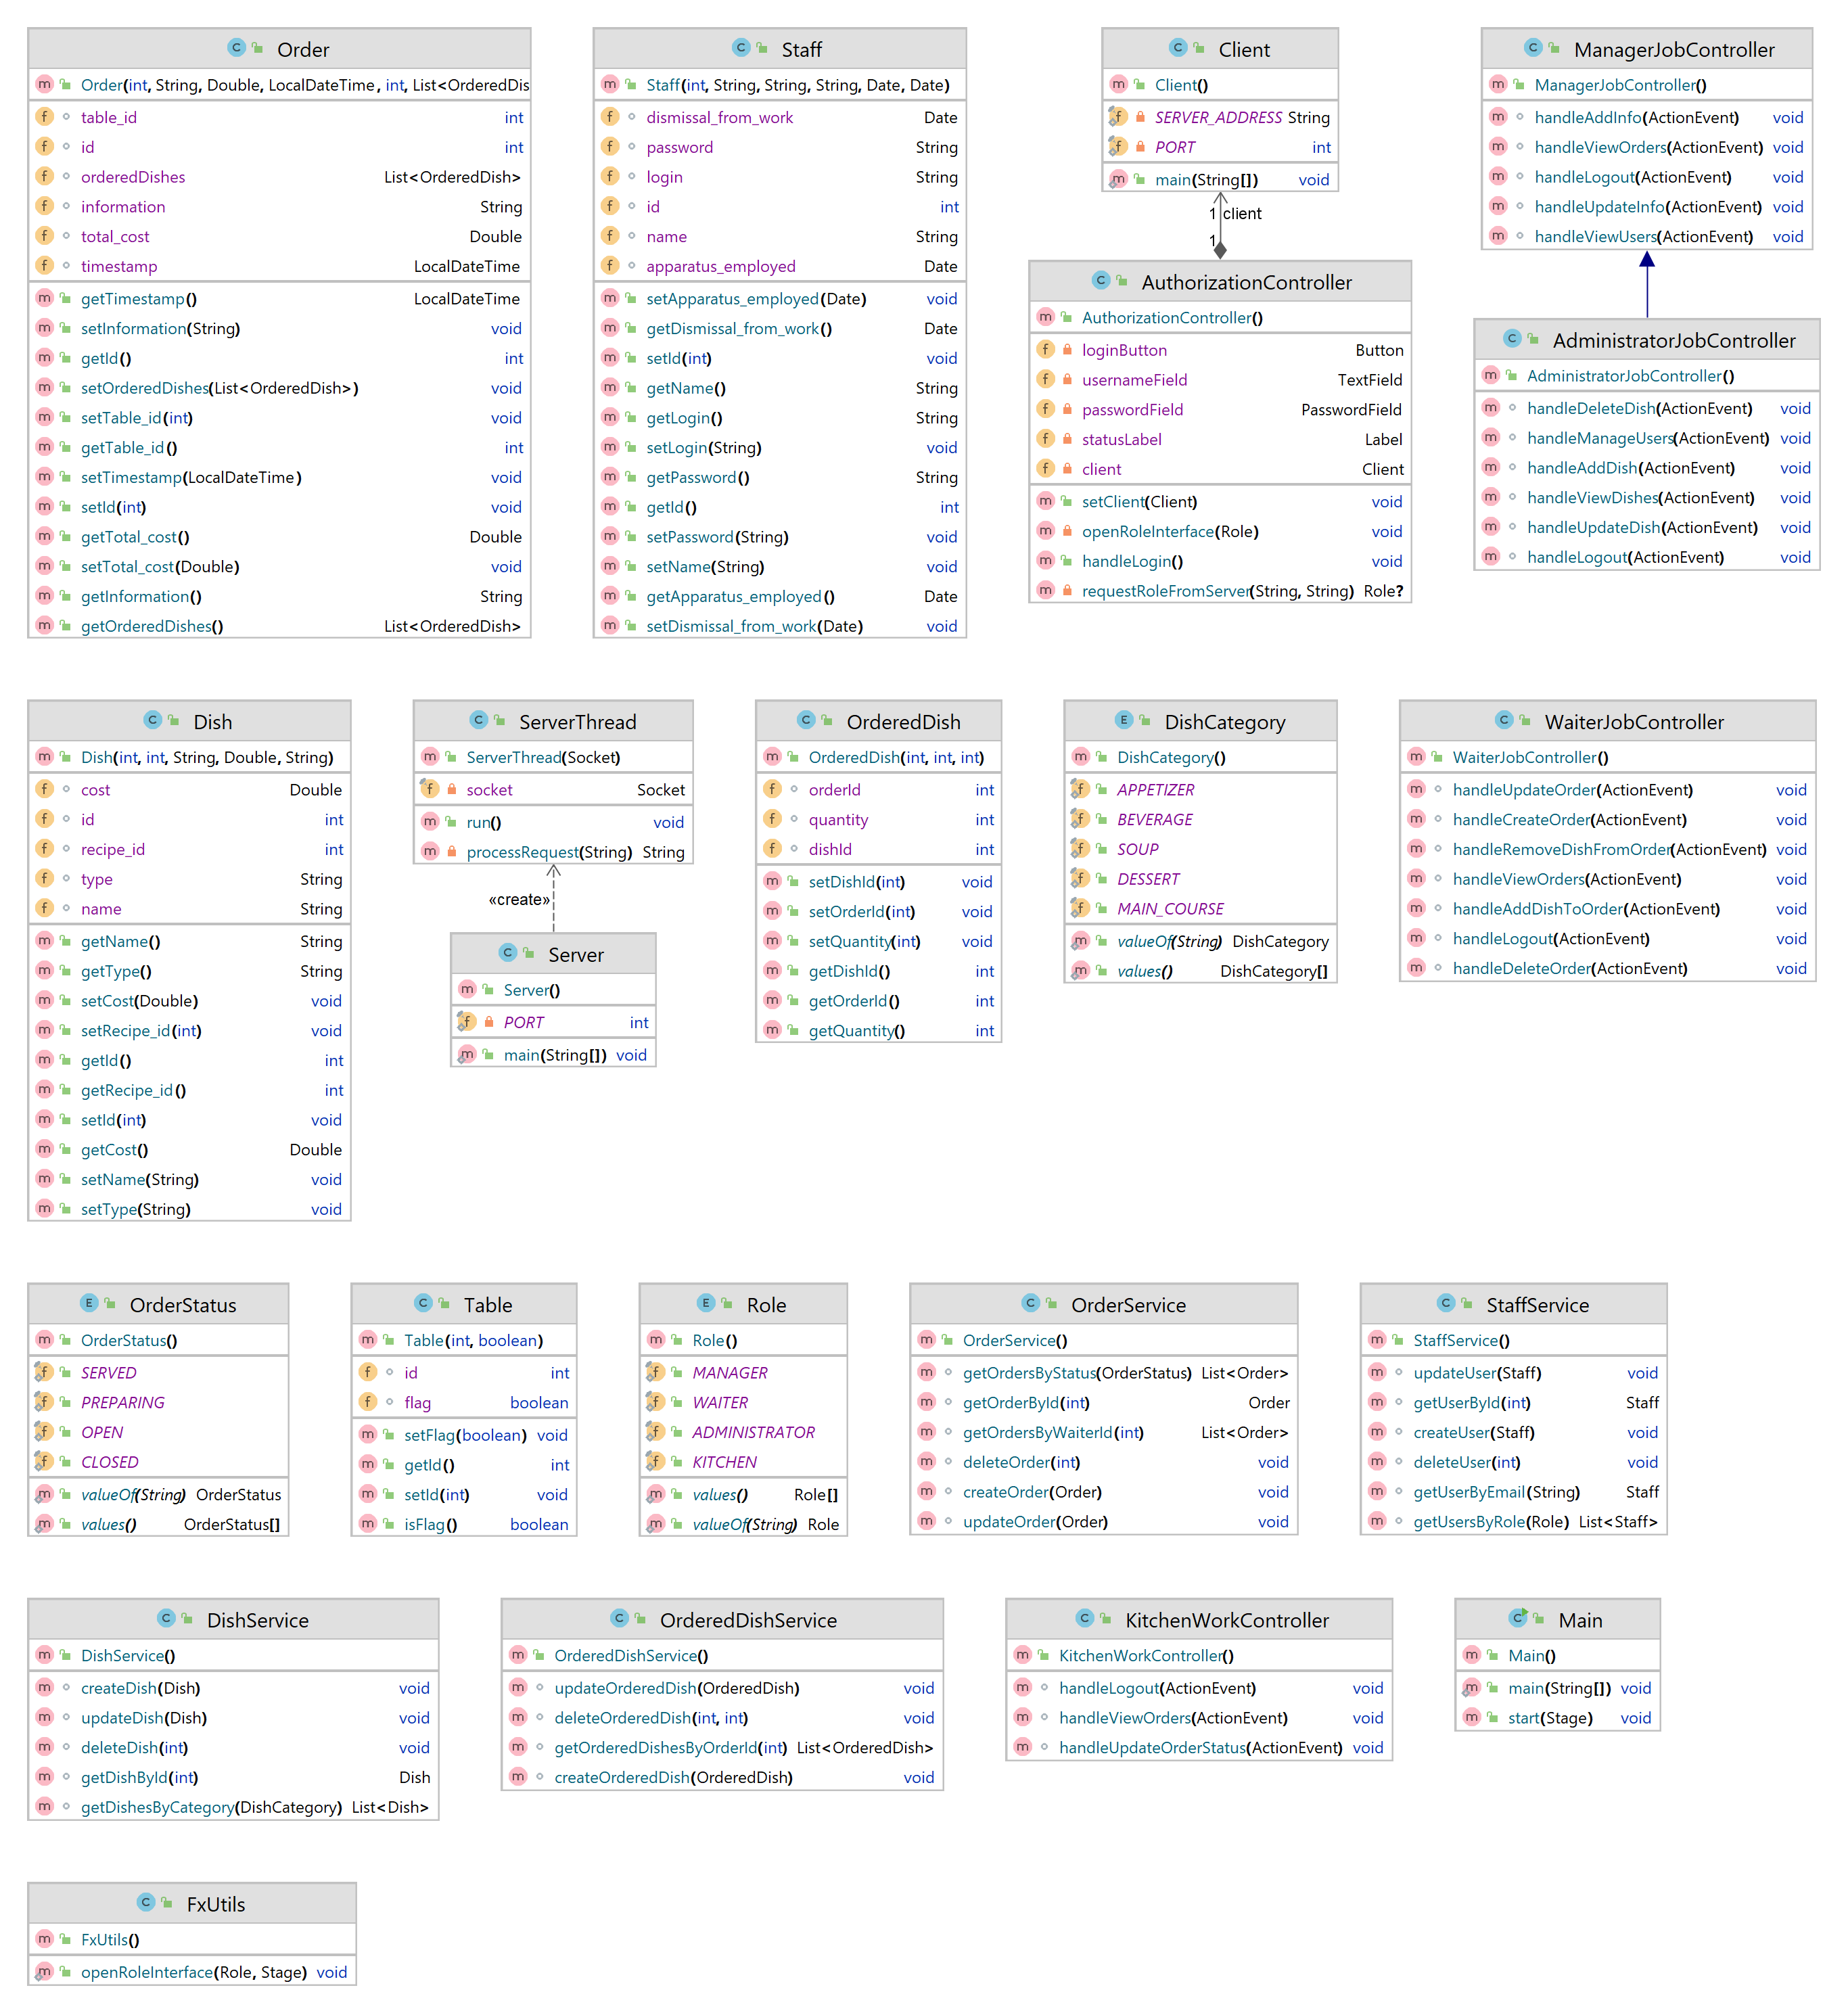 Order
Order(int, String, Double, LocalDateTime, int, List<OrderedDis
table_id int
id int
orderedDishes List<OrderedDish>
information String
total_cost Double
timestamp LocalDateTime
getTimestamp() LocalDateTime
setInformation(String) void
getId() int
setOrderedDishes(List<OrderedDish>) void
setTable_id(int) void
getTable_id() int
setTimestamp(LocalDateTime) void
setId(int) void
getTotal_cost() Double
setTotal_cost(Double) void
getInformation() String
getOrderedDishes() List<OrderedDish>
Staff
Staff(int, String, String, String, Date, Date)
dismissal_from_work Date
password String
login String
id int
name String
apparatus_employed Date
setApparatus_employed(Date) void
getDismissal_from_work() Date
setId(int) void
getName() String
getLogin() String
setLogin(String) void
getPassword() String
getId() int
setPassword(String) void
setName(String) void
getApparatus_employed() Date
setDismissal_from_work(Date) void
Client
Client()
SERVER_ADDRESS String
PORT int
main(String[]) void
1 client
1
AuthorizationController
AuthorizationController()
loginButton Button
usernameField TextField
passwordField PasswordField
statusLabel Label
client Client
setClient(Client) void
openRoleInterface(Role) void
handleLogin() void
requestRoleFromServer(String, String) Role?
ManagerJobController
ManagerJobController()
handleAddInfo(ActionEvent) void
handleViewOrders(ActionEvent) void
handleLogout(ActionEvent) void
handleUpdateInfo(ActionEvent) void
handleViewUsers(ActionEvent) void
AdministratorJobController
AdministratorJobController()
handleDeleteDish(ActionEvent) void
handleManageUsers(ActionEvent) void
handleAddDish(ActionEvent) void
handleViewDishes(ActionEvent) void
handleUpdateDish(ActionEvent) void
handleLogout(ActionEvent) void
Dish
Dish(int, int, String, Double, String)
cost Double
id int
recipe_id int
type String
name String
getName() String
getType() String
setCost(Double) void
setRecipe_id(int) void
getId() int
getRecipe_id() int
setId(int) void
getCost() Double
setName(String) void
setType(String) void
ServerThread
ServerThread(Socket)
socket Socket
run() void
processRequest(String) String
«create»
Server
Server()
PORT int
main(String[]) void
OrderedDish
OrderedDish(int, int, int)
orderId int
quantity int
dishId int
setDishId(int) void
setOrderId(int) void
setQuantity(int) void
getDishId() int
getOrderId() int
getQuantity() int
DishCategory
DishCategory()
APPETIZER
BEVERAGE
SOUP
DESSERT
MAIN_COURSE
valueOf(String) DishCategory
values() DishCategory[]
WaiterJobController
WaiterJobController()
handleUpdateOrder(ActionEvent) void
handleCreateOrder(ActionEvent) void
handleRemoveDishFromOrder(ActionEvent) void
handleViewOrders(ActionEvent) void
handleAddDishToOrder(ActionEvent) void
handleLogout(ActionEvent) void
handleDeleteOrder(ActionEvent) void
OrderStatus
OrderStatus()
SERVED
PREPARING
OPEN
CLOSED
valueOf(String) OrderStatus
values() OrderStatus[]
Table
Table(int, boolean)
id int
flag boolean
setFlag(boolean) void
getId() int
setId(int) void
isFlag() boolean
Role
Role()
MANAGER
WAITER
ADMINISTRATOR
KITCHEN
values() Role[]
valueOf(String) Role
OrderService
OrderService()
getOrdersByStatus(OrderStatus) List<Order>
getOrderById(int) Order
getOrdersByWaiterId(int) List<Order>
deleteOrder(int) void
createOrder(Order) void
updateOrder(Order) void
StaffService
StaffService()
updateUser(Staff) void
getUserById(int) Staff
createUser(Staff) void
deleteUser(int) void
getUserByEmail(String) Staff
getUsersByRole(Role) List<Staff>
DishService
DishService()
createDish(Dish) void
updateDish(Dish) void
deleteDish(int) void
getDishById(int) Dish
getDishesByCategory(DishCategory) List<Dish>
OrderedDishService
OrderedDishService()
updateOrderedDish(OrderedDish) void
deleteOrderedDish(int, int) void
getOrderedDishesByOrderId(int) List<OrderedDish>
createOrderedDish(OrderedDish) void
KitchenWorkController
KitchenWorkController()
handleLogout(ActionEvent) void
handleViewOrders(ActionEvent) void
handleUpdateOrderStatus(ActionEvent) void
Main
Main()
main(String[]) void
start(Stage) void
FxUtils
FxUtils()
openRoleInterface(Role, Stage) void